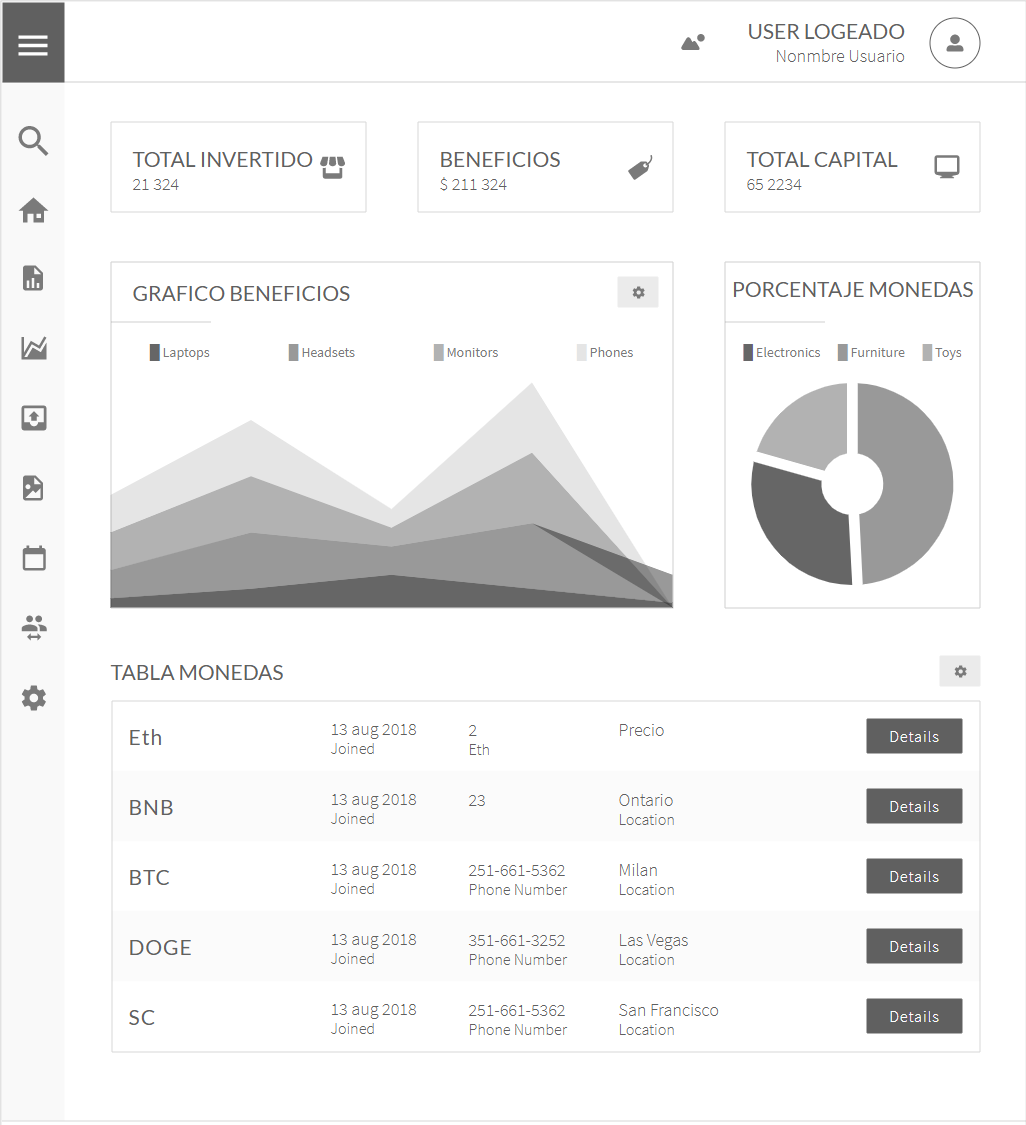 USER LOGEADO
Nonmbre Usuario
TOTAL INVERTIDO
21 324
BENEFICIOS
$ 211 324
TOTAL CAPITAL
65 2234
GRAFICO BENEFICIOS
Laptops Headsets Monitors Phones
PORCENTAJE MONEDAS
Electronics Furniture Toys
TABLA MONEDAS
Eth 13 aug 2018 2 Precio Details
Joined Eth
BNB 13 aug 2018 23 Ontario Details
Joined Location
BTC 13 aug 2018 251-661-5362 Milan Details
Joined Phone Number Location
DOGE 13 aug 2018 351-661-3252 Las Vegas Details
Joined Phone Number Location
SC 13 aug 2018 251-661-5362 San Francisco Details
Joined Phone Number Location